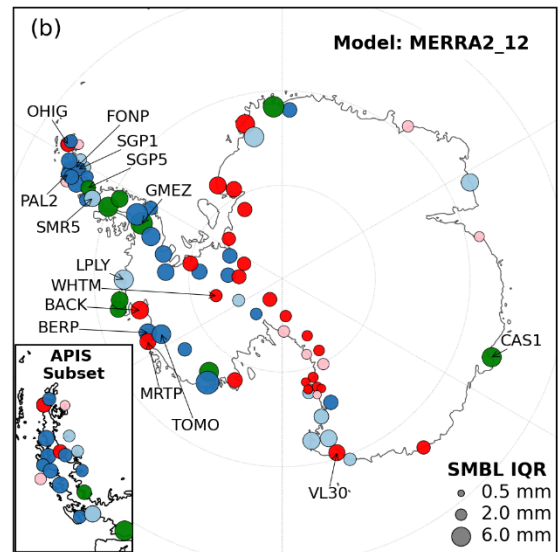 (b)
Model: MERRA2_12
OHIG
FONP
SGP1
SGP5
PAL2
GMEZ
SMR5
LPLY
WHTM
BACK
BERP
CAS1
APIS
Subset
MRTP
TOMO
VL30
SMBL IQR
0.5 mm
2.0 mm
6.0 mm